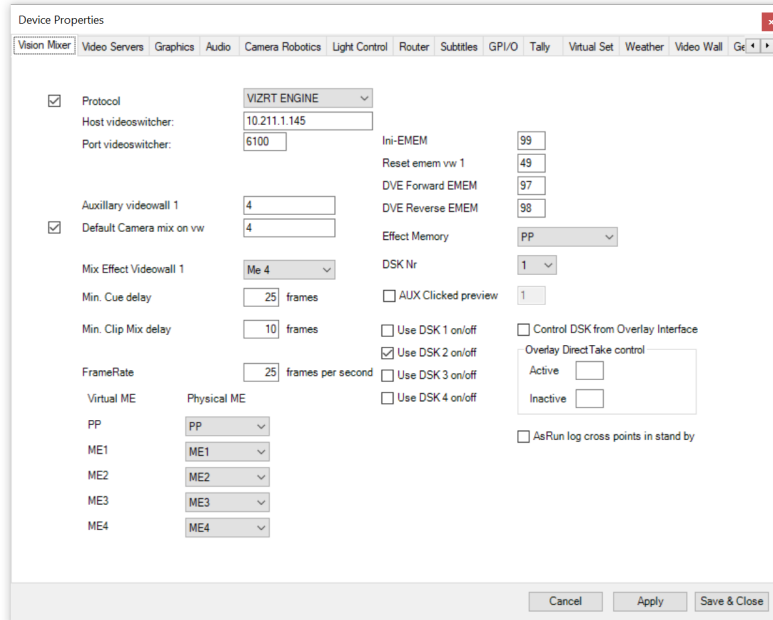 Device Properties
Vision Mixer Video Servers Graphics Audio Camera Robotics Light Control Router Subtitles GPI/O Tally Virtual Set Weather Video Wall
Protocol VIZRT ENGINE
Host videoswitcher: 10.211.1.145
Port videoswitcher: 6100
Ini-EMEM 99
Reset emem vw 1 49
DVE Forward EMEM 97
Auxillary videowall 1 4
DVE Reverse EMEM 98
Default Camera mix on vw 4
Effect Memory PP
Mix Effect Videowall 1 Me 4
DSK Nr 1
Min. Cue delay 25 frames
AUX Clicked preview 1
Min. Clip Mix delay 10 frames
Use DSK 1 on/off
Control DSK from Overlay Interface
Use DSK 2 on/off
Overlay DirectTake control
FrameRate 25 frames per second
Use DSK 3 on/off
Active
Use DSK 4 on/off
Inactive
Virtual ME Physical ME
PP PP
AsRun log cross points in stand by
ME1 ME1
ME2 ME2
ME3 ME3
ME4 ME4
Cancel Apply Save & Close